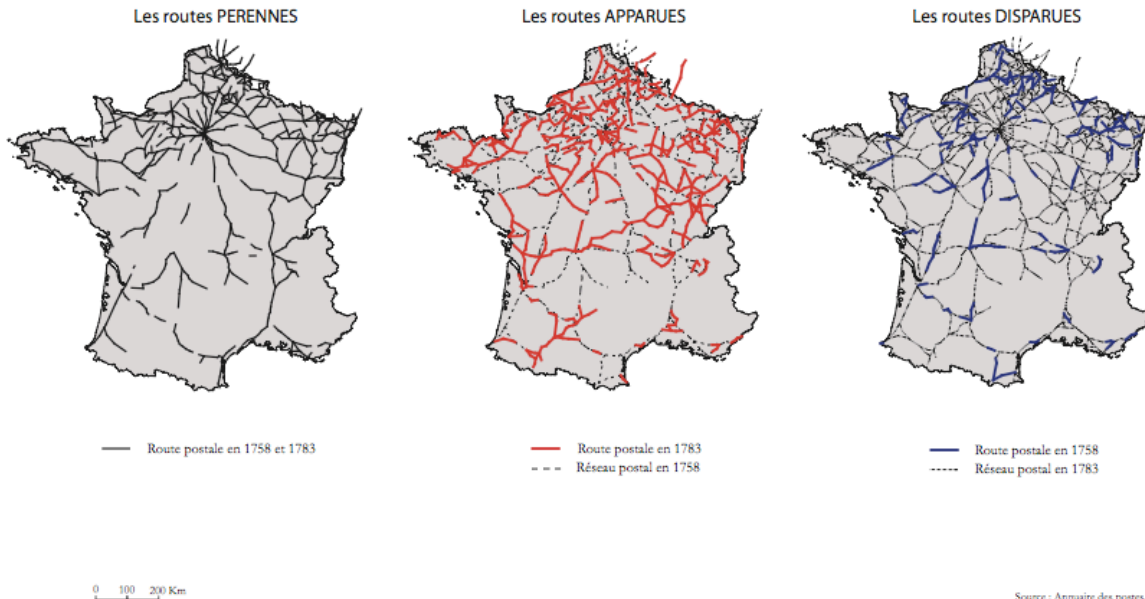 Les routes PERENNES
Les routes APPARUES
Les routes DISPARUES
Route postale en 1758 et 1783
Route postale en 1783
Réseau postal en 1758
Route postale en 1758
Réseau postal en 1783
0 100 200 Km
Source : Annuaire des postes